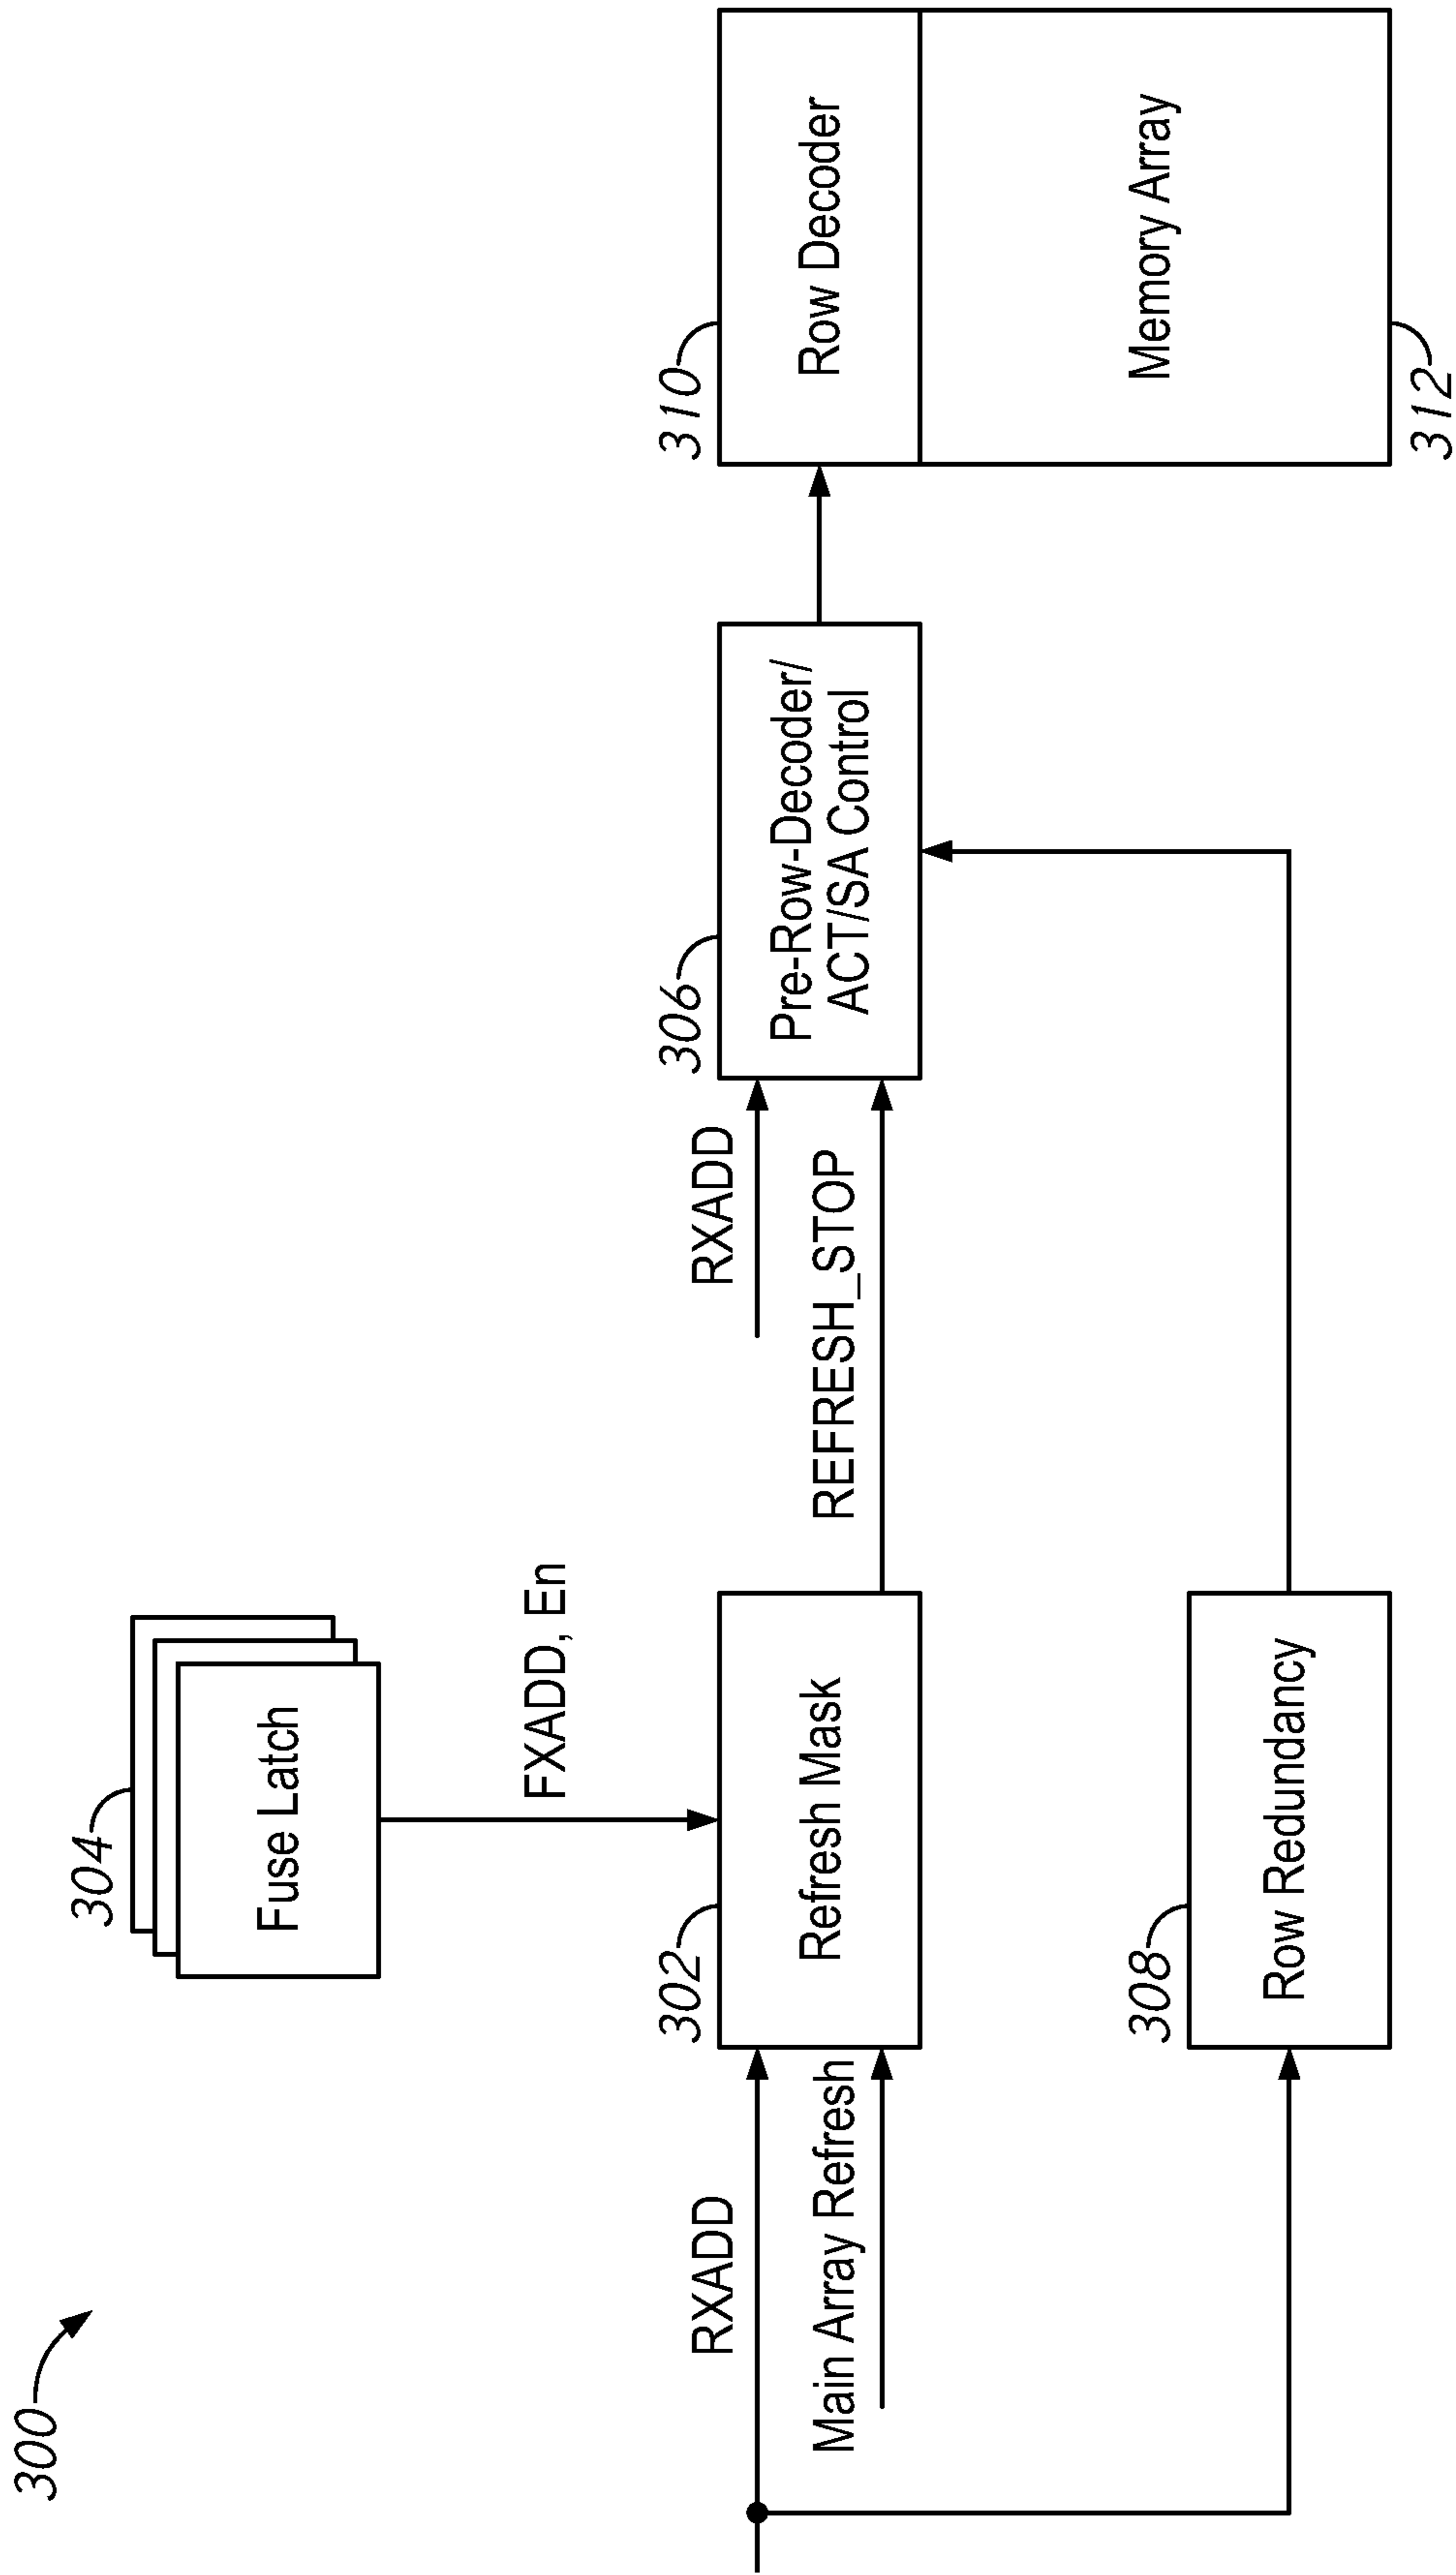 300
304
Fuse Latch
FXADD, En
RXADD
Main Array Refresh
302
Refresh Mask
REFRESH_STOP
RXADD
306
Pre-Row-Decoder/
ACT/SA Control
310
Row Decoder
Memory Array
312
308
Row Redundancy